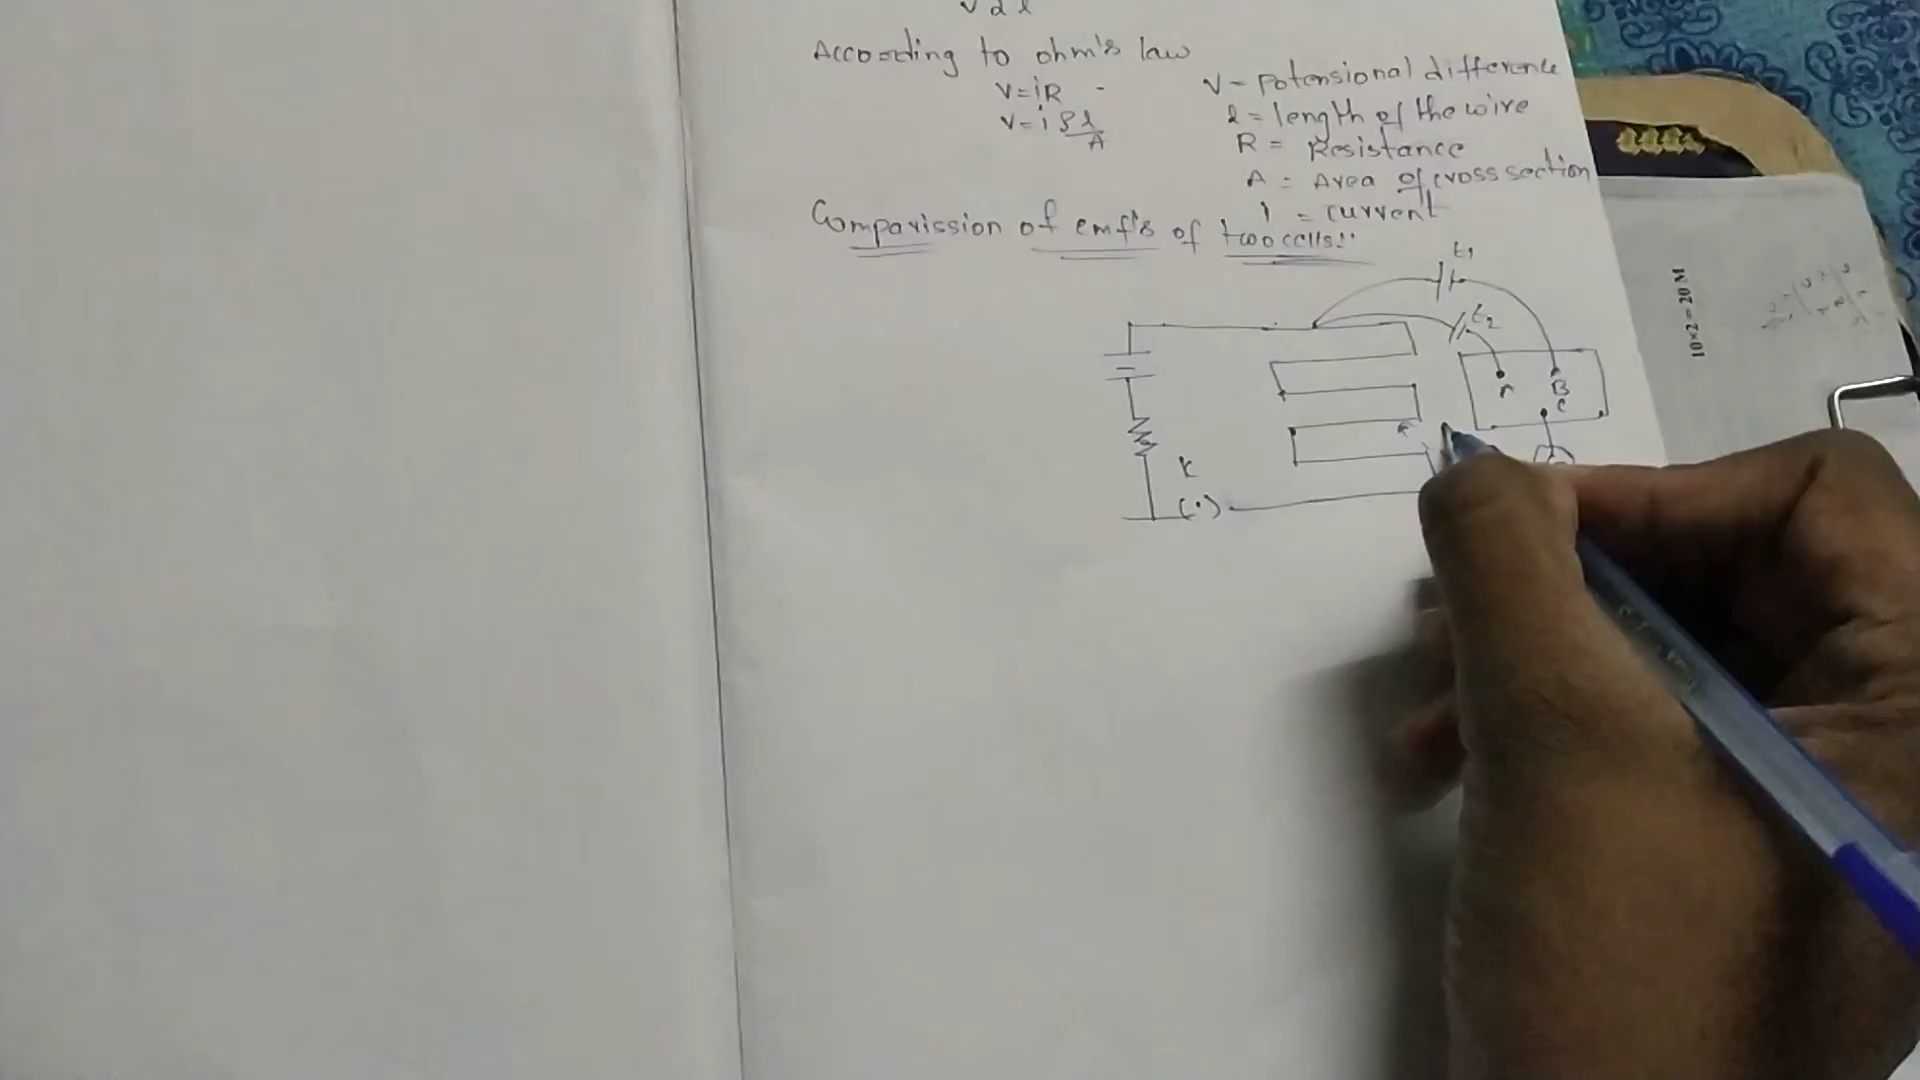 V α l
Accoording to ohm's law
V = iR -
V = i ρl/A
V = potensional difference
l = length of the wire
R = Resistance
A = Area of cross section
i = current
Comparission of emf's of two cells:-
E1
E2
A
B
C
K
(·)
10×2=20 M